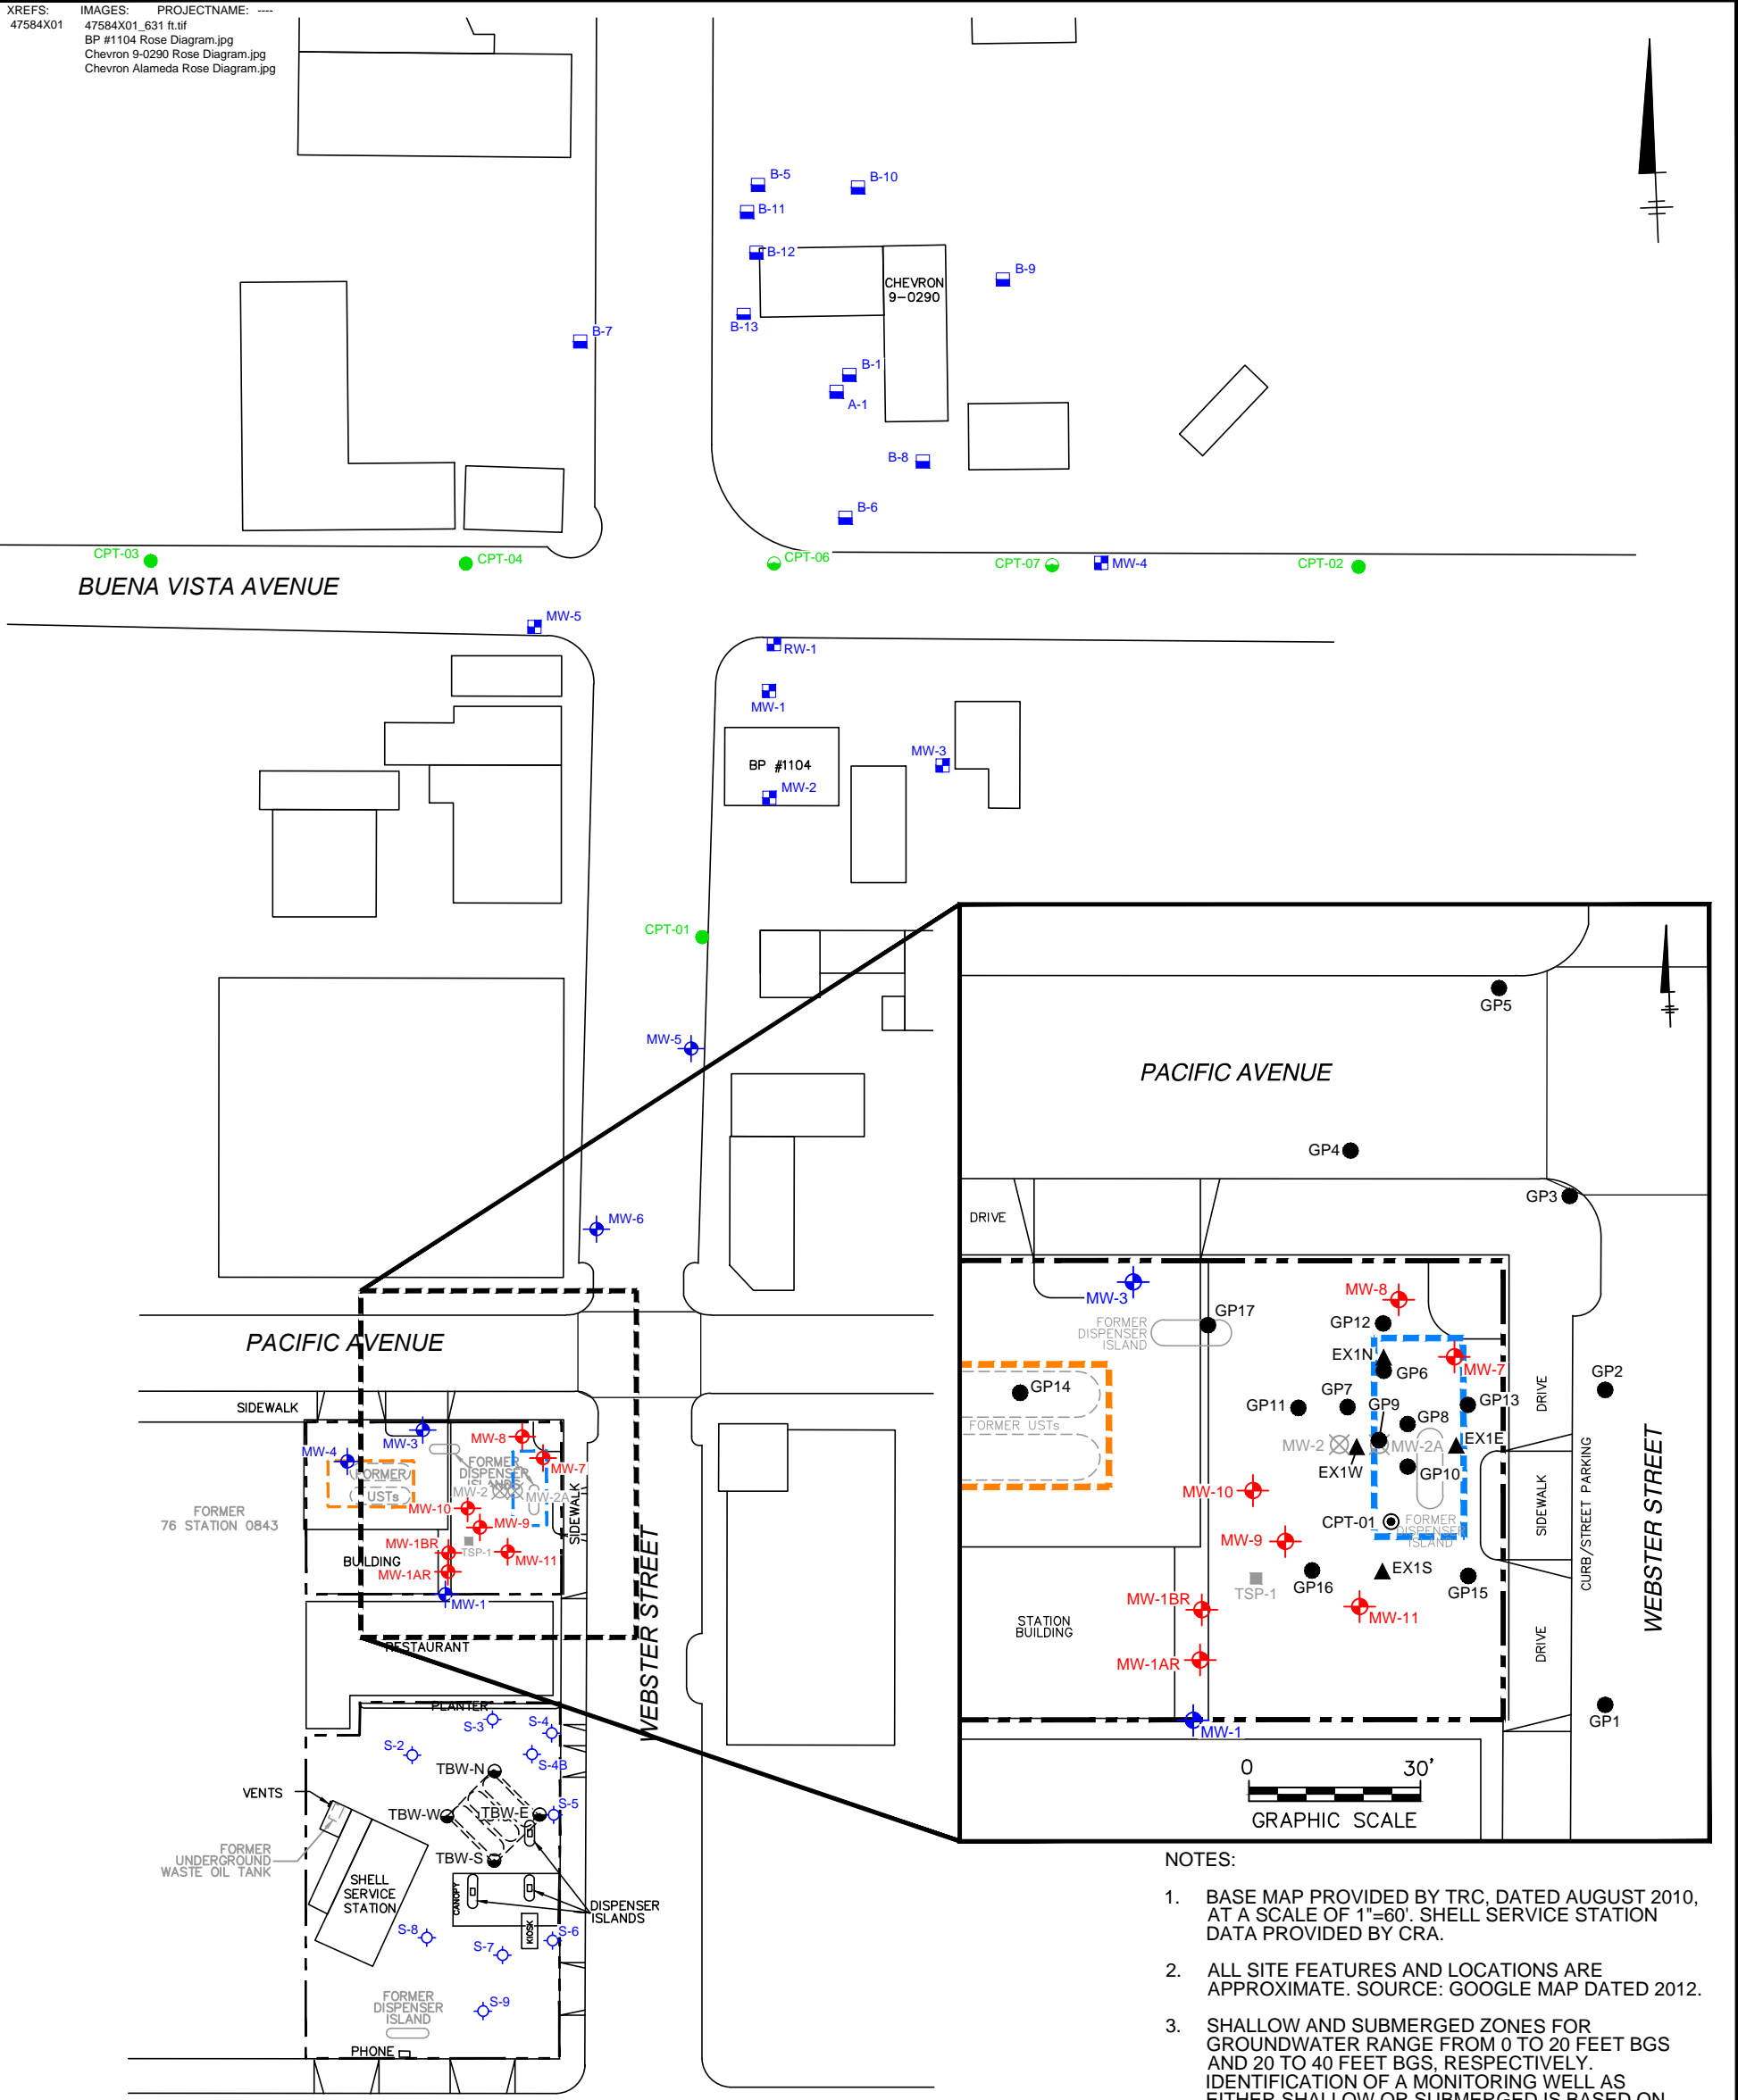 XREFS: IMAGES: PROJECTNAME: ----
47584X01 47584X01_631 ft.tif
BP #1104 Rose Diagram.jpg
Chevron 9-0290 Rose Diagram.jpg
Chevron Alameda Rose Diagram.jpg
B-5
B-10
B-11
B-12
CHEVRON
9-0290
B-9
B-13
B-7
B-1
A-1
B-8
B-6
CPT-03
CPT-04
CPT-06
CPT-07
MW-4
CPT-02
BUENA VISTA AVENUE
MW-5
RW-1
MW-1
BP #1104
MW-3
MW-2
CPT-01
MW-5
MW-6
PACIFIC AVENUE
SIDEWALK
MW-3
MW-4
MW-8
MW-7
FORMER
DISPENSER
ISLANDS
FORMER
USTs
MW-2
MW-2A
MW-10
MW-9
FORMER
76 STATION 0843
SIDEWALK
MW-1BR
TSP-1
MW-11
BUILDING
MW-1AR
MW-1
RESTAURANT
WEBSTER STREET
PLANTER
S-3
S-4
S-2
S-4B
TBW-N
VENTS
TBW-W
TBW-E
S-5
TBW-S
FORMER
UNDERGROUND
WASTE OIL TANK
SHELL
SERVICE
STATION
CANOPY
DISPENSER
ISLANDS
KIOSK
S-8
S-7
S-6
S-9
FORMER
DISPENSER
ISLAND
PHONE
GP5
PACIFIC AVENUE
GP4
GP3
DRIVE
MW-3
MW-8
GP17
GP12
FORMER
DISPENSER
ISLAND
EX1N
MW-7
GP6
GP2
GP14
GP11
GP7
GP9
GP13
GP8
DRIVE
FORMER USTs
MW-2
MW-2A
EX1E
EX1W
GP10
MW-10
CPT-01
FORMER
DISPENSER
ISLAND
SIDEWALK
CURB/STREET PARKING
WEBSTER STREET
MW-9
TSP-1
GP16
EX1S
GP15
MW-1BR
MW-11
STATION
BUILDING
MW-1AR
DRIVE
MW-1
GP1
0 30'
GRAPHIC SCALE
NOTES:
1. BASE MAP PROVIDED BY TRC, DATED AUGUST 2010,
AT A SCALE OF 1"=60'. SHELL SERVICE STATION
DATA PROVIDED BY CRA.
2. ALL SITE FEATURES AND LOCATIONS ARE
APPROXIMATE. SOURCE: GOOGLE MAP DATED 2012.
3. SHALLOW AND SUBMERGED ZONES FOR
GROUNDWATER RANGE FROM 0 TO 20 FEET BGS
AND 20 TO 40 FEET BGS, RESPECTIVELY.
IDENTIFICATION OF A MONITORING WELL AS
EITHER SHALLOW OR SUBMERGED IS BASED ON